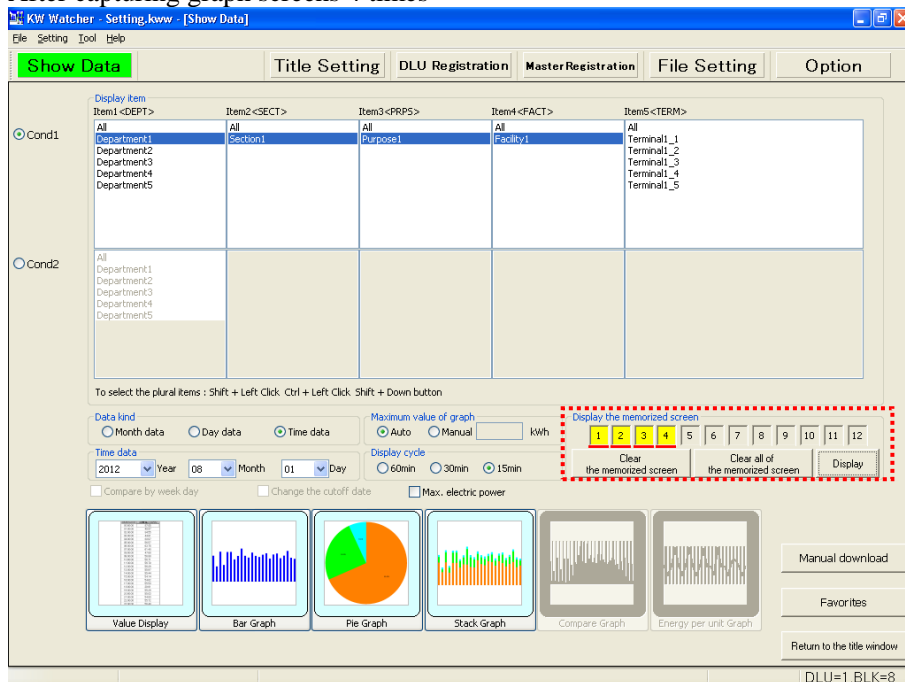 After capturing graph screens 4 times
KW Watcher - Setting.kww - [Show Data]
File Setting Tool Help
Show Data Title Setting DLU Registration MasterRegistration File Setting Option
Display item
Item1<DEPT> Item2<SECT> Item3<PRPS> Item4<FACT> Item5<TERM>
Cond1
All All All All All
Department1 Section1 Purpose1 Facility1 Terminal1_1
Department2 Terminal1_2
Department3 Terminal1_3
Department4 Terminal1_4
Department5 Terminal1_5
Cond2
All
Department1
Department2
Department3
Department4
Department5
To select the plural items : Shift + Left Click Ctrl + Left Click Shift + Down button
Data kind Maximum value of graph Display the memorized screen
Month data Day data Time data Auto Manual kWh 1 2 3 4 5 6 7 8 9 10 11 12
Time data Display cycle
2012 Year 08 Month 01 Day 60min 30min 15min
Clear the memorized screen
Clear all of the memorized screen
Display
Compare by week day Change the cutoff date Max. electric power
Value Display Bar Graph Pie Graph Stack Graph Compare Graph Energy per unit Graph
Manual download
Favorites
Return to the title window
DLU=1,BLK=8